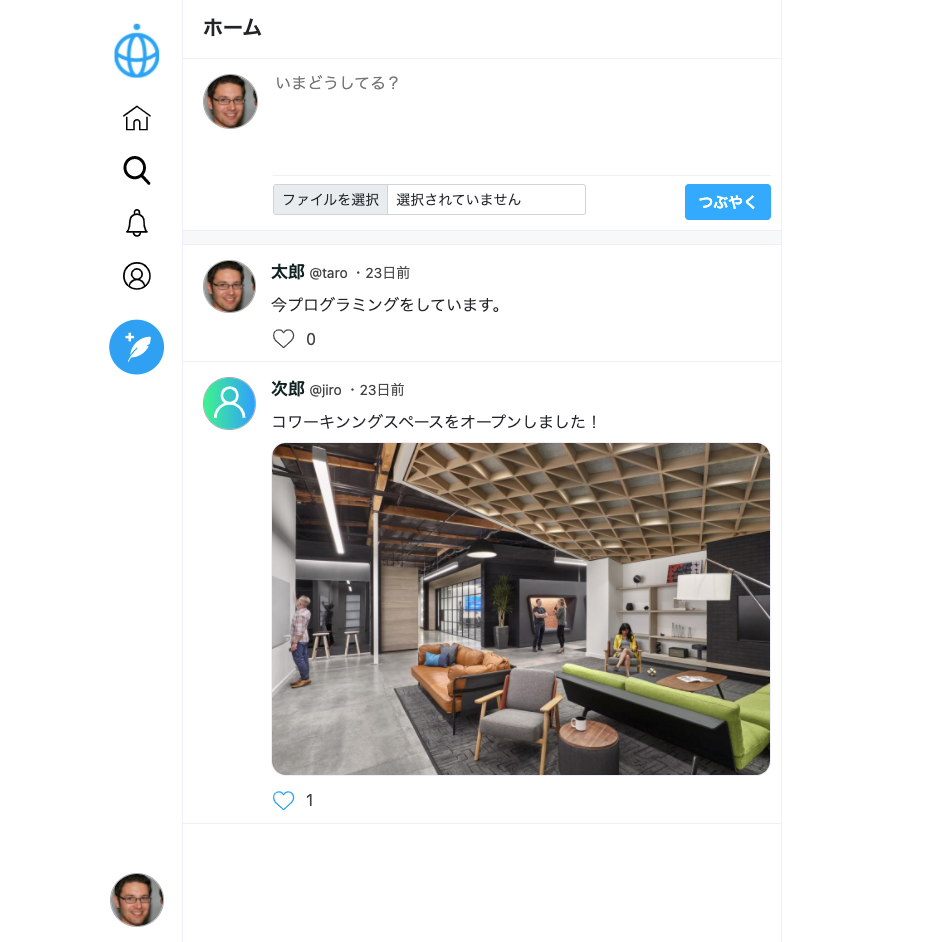 ホーム
いまどうしてる？
ファイルを選択 選択されていません
つぶやく
太郎 @taro ・23日前
今プログラミングをしています。
0
次郎 @jiro ・23日前
コワーキンングスペースをオープンしました！
1